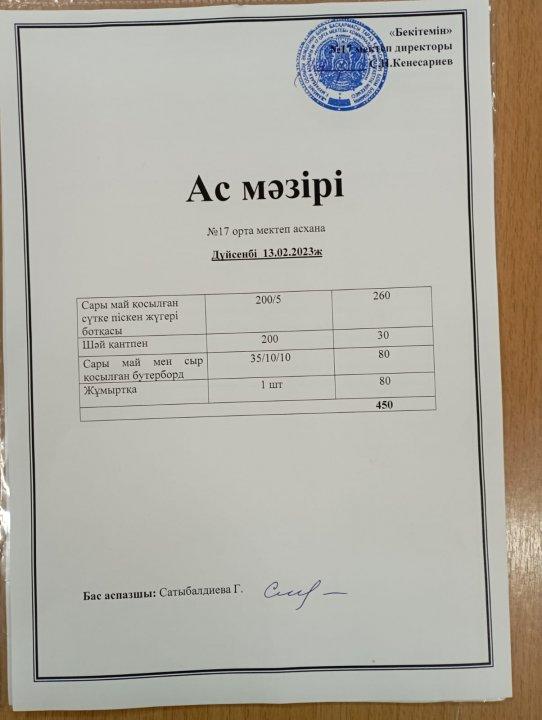 «Бекітемін»
№17 мектеп директоры
С.Н.Кенесариев
Ас мәзірі
№17 орта мектеп асхана
Дүйсенбі 13.02.2023ж
Сары май қосылған 200/5 260
сүтке піскен жүгері
ботқасы
Шәй қантпен 200 30
Сары май мен сыр 35/10/10 80
қосылған бутерборд
Жұмыртқа 1 шт 80
450
Бас аспазшы: Сатыбалдиева Г.